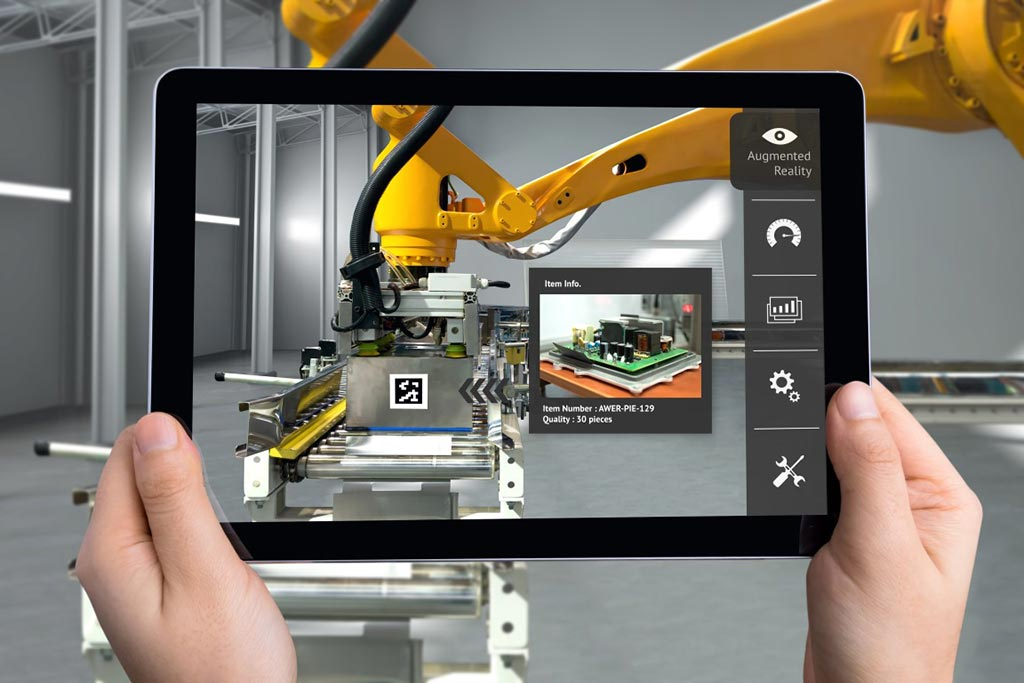 Augmented
Reality
Item Info.
Item Number : AWER-PIE-129
Quality : 30 pieces